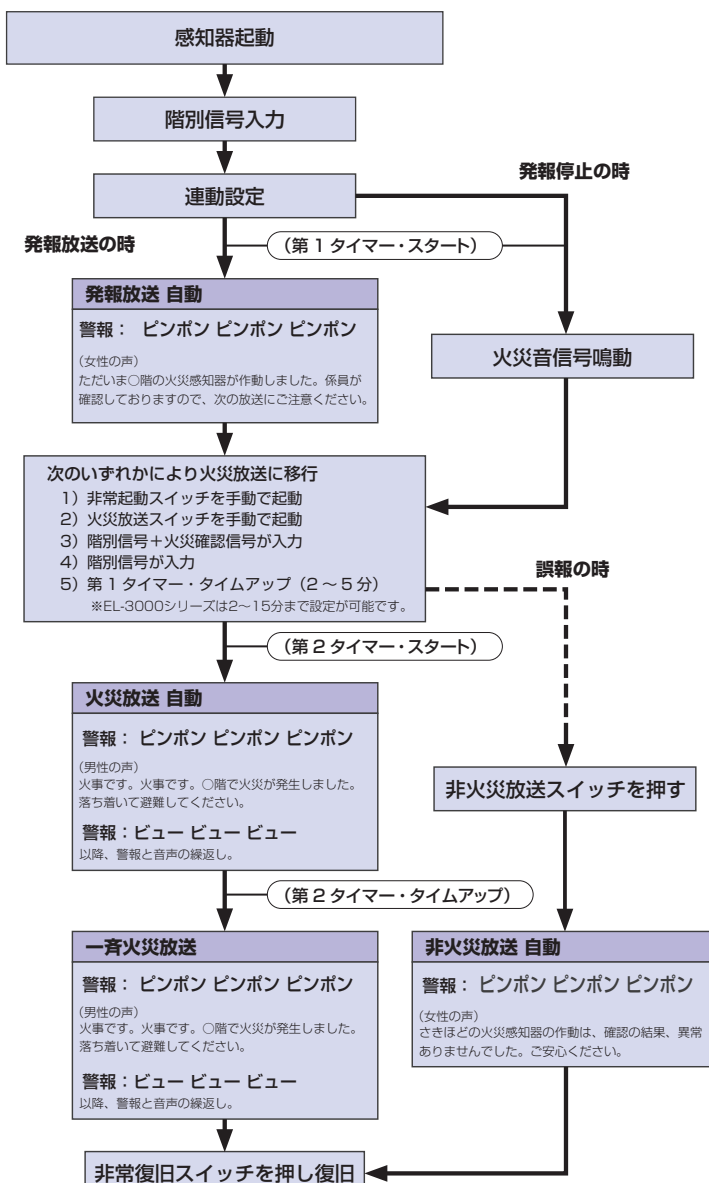 感知器起動
階別信号入力
発報停止の時
連動設定
発報放送の時
（第1タイマー・スタート）
発報放送 自動
警報： ピンポン ピンポン ピンポン
（女性の声）
ただいま○階の火災感知器が作動しました。係員が
確認しておりますので、次の放送にご注意ください。
火災音信号鳴動
次のいずれかにより火災放送に移行
1）非常起動スイッチを手動で起動
2）火災放送スイッチを手動で起動
3）階別信号＋火災確認信号が入力
4）階別信号が入力
5）第1タイマー・タイムアップ（2～5分）
※EL-3000シリーズは2～15分まで設定が可能です。
誤報の時
（第2タイマー・スタート）
火災放送 自動
警報： ピンポン ピンポン ピンポン
（男性の声）
火事です。火事です。○階で火災が発生しました。
落ち着いて避難してください。
警報：ビュー ビュー ビュー
以降、警報と音声の繰返し。
非火災放送スイッチを押す
（第2タイマー・タイムアップ）
一斉火災放送
警報： ピンポン ピンポン ピンポン
（男性の声）
火事です。火事です。○階で火災が発生しました。
落ち着いて避難してください。
警報：ビュー ビュー ビュー
以降、警報と音声の繰返し。
非火災放送 自動
警報： ピンポン ピンポン ピンポン
（女性の声）
さきほどの火災感知器の作動は、確認の結果、異常
ありませんでした。ご安心ください。
非常復旧スイッチを押し復旧